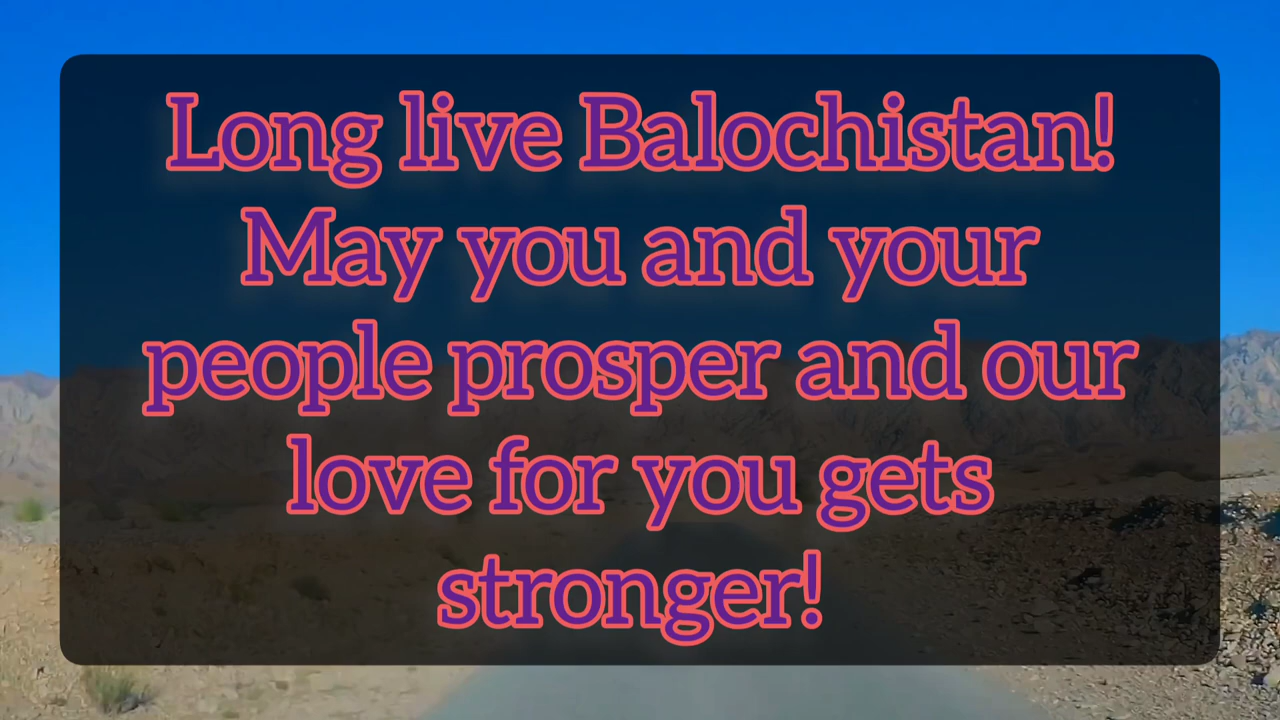 Long live Balochistan!
May you and your
people prosper and our
love for you gets
stronger!